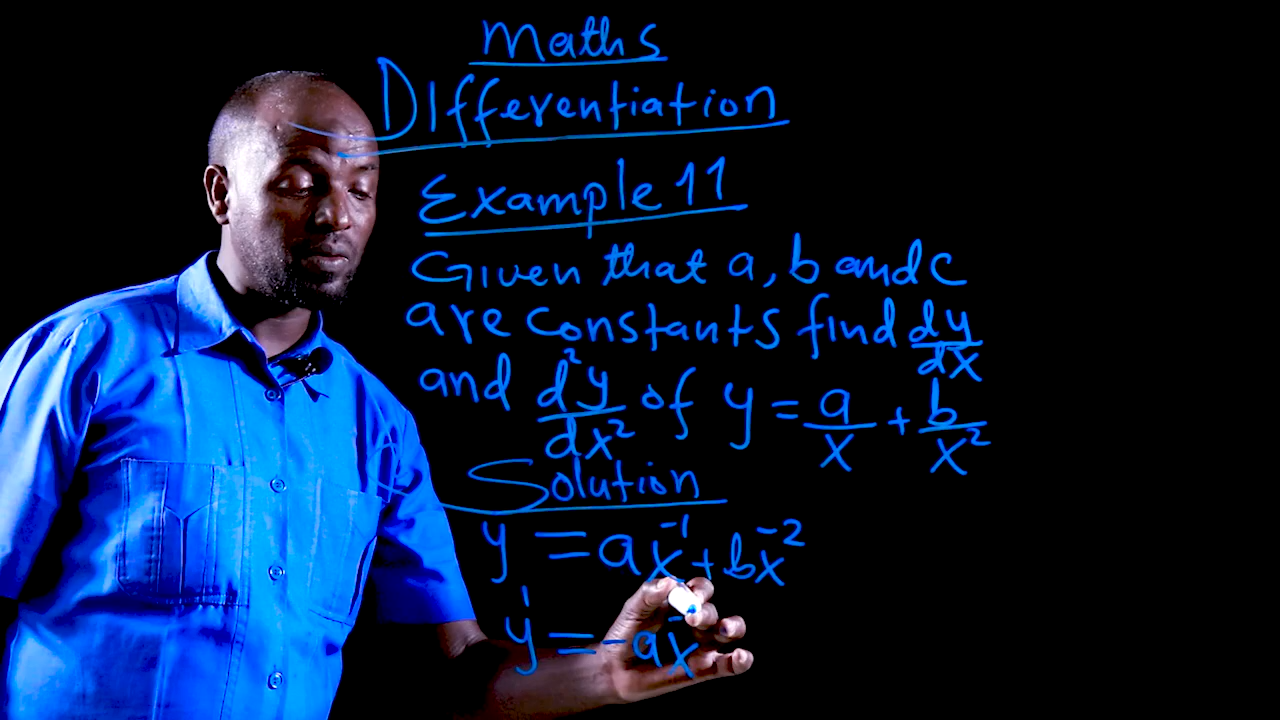 Maths
Differentiation
Example 11
Given that a, b and c
are constants find dy/dx
and d²y/dx² of y = a/x + b/x²
Solution
y = ax⁻¹ + bx⁻²
y' = -ax⁻